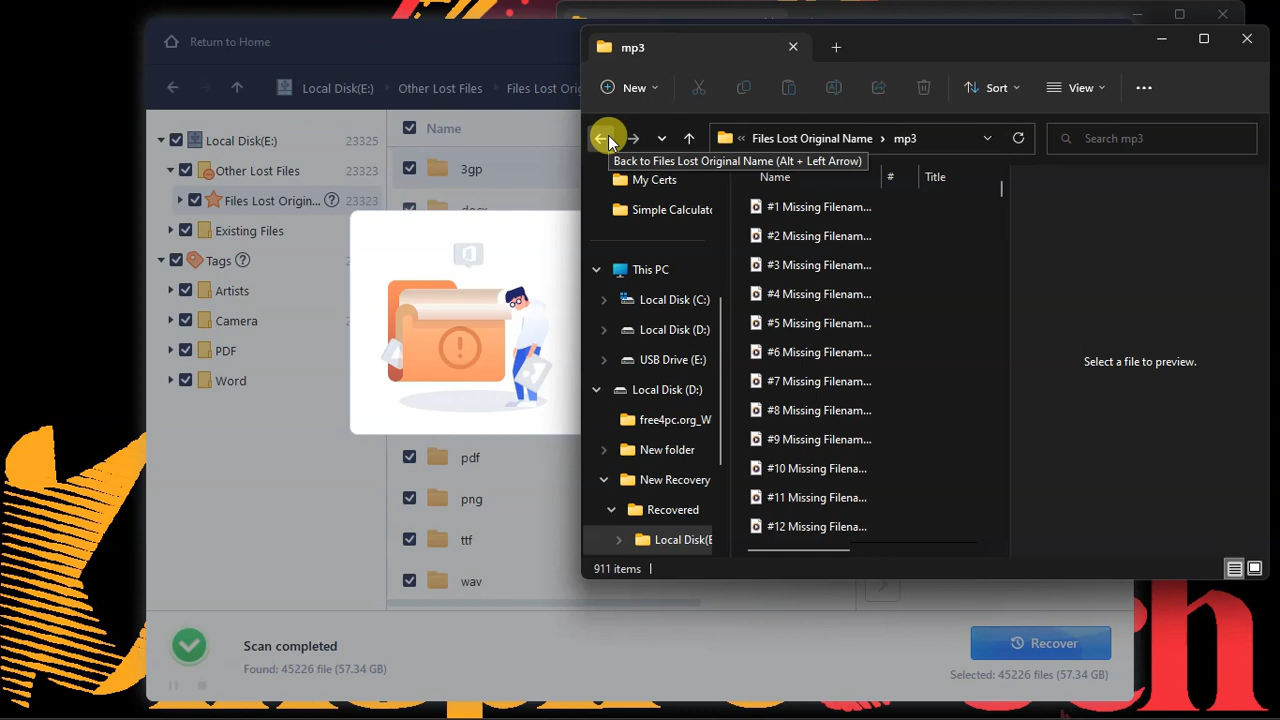 Return to Home
Local Disk(E:) Other Lost Files Files Lost Ori
Local Disk(E:) 23325
Other Lost Files 23323
Files Lost Origin... 23323
Existing Files
Tags
Artists
Camera
PDF
Word
Name
3gp
pdf
png
ttf
wav
Scan completed
Found: 45226 file (57.34 GB)
Recover
Selected: 45226 files (57.34 GB)
mp3
New
Sort
View
« Files Lost Original Name mp3
Search mp3
Back to Files Lost Original Name (Alt + Left Arrow)
My Certs
Simple Calculato
This PC
Local Disk (C:)
Local Disk (D:)
USB Drive (E:)
Local Disk (D:)
free4pc.org_W
New folder
New Recovery
Recovered
Local Disk(E
Name # Title
#1 Missing Filenam...
#2 Missing Filenam...
#3 Missing Filenam...
#4 Missing Filenam...
#5 Missing Filenam...
#6 Missing Filenam...
#7 Missing Filenam...
#8 Missing Filenam...
#9 Missing Filenam...
#10 Missing Filena...
#11 Missing Filena...
#12 Missing Filena...
Select a file to preview.
911 items